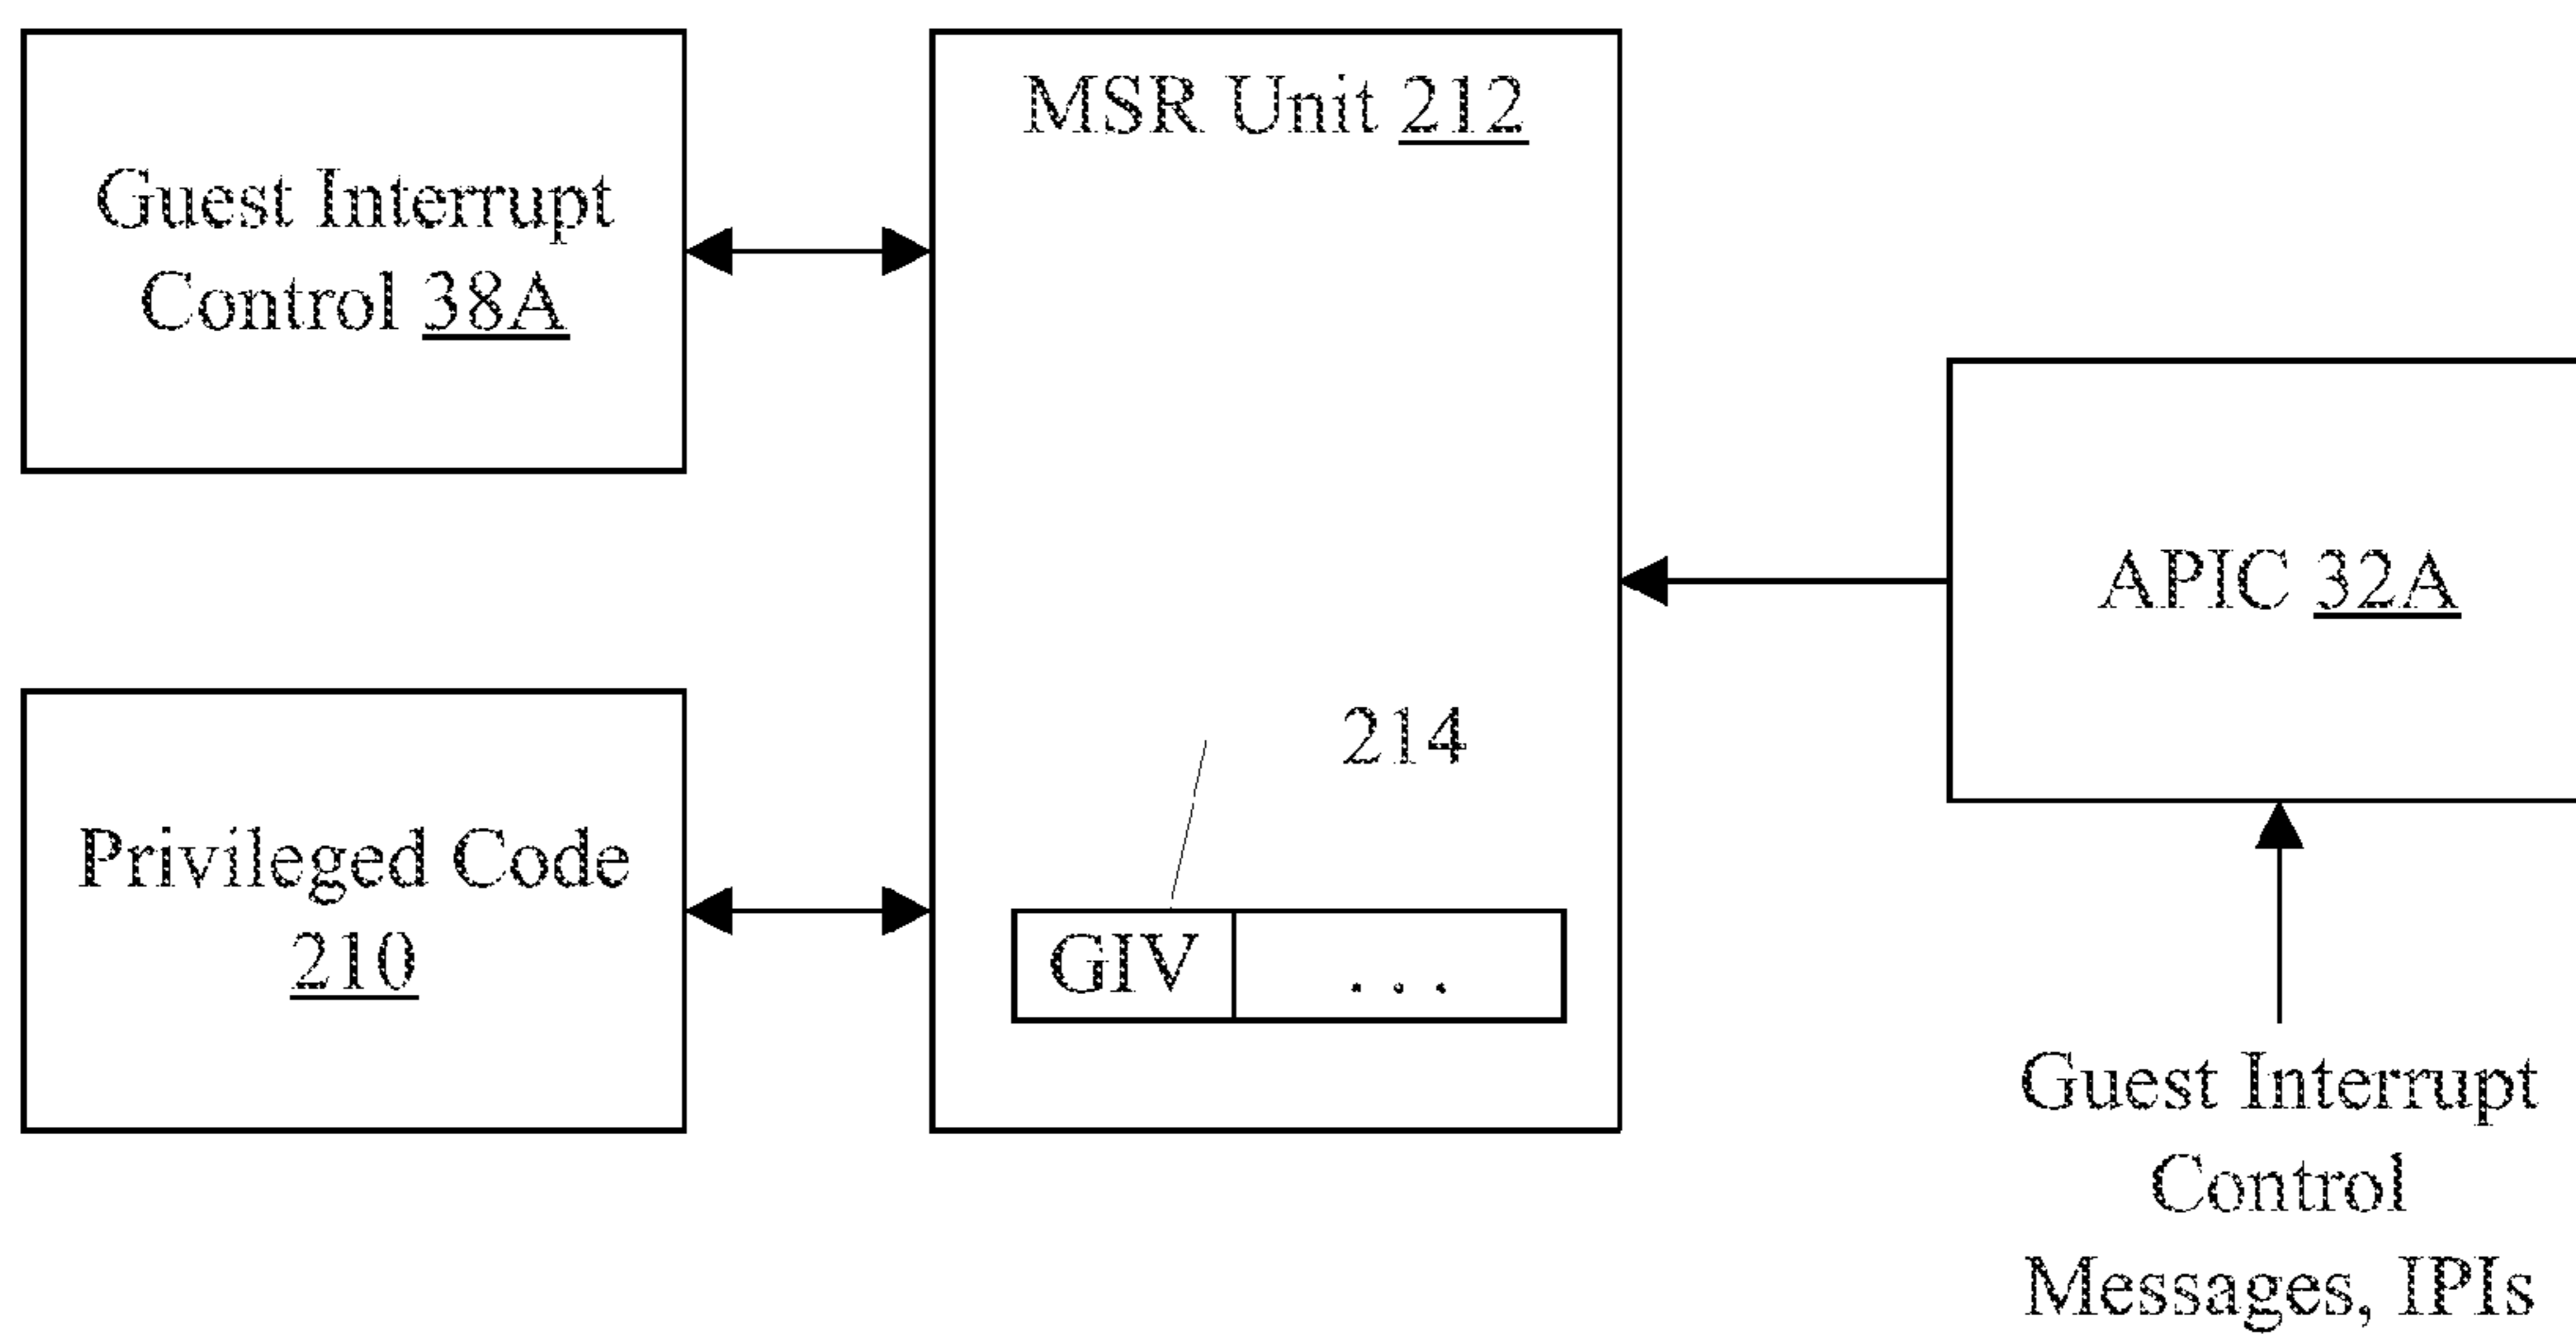 Guest Interrupt
Control 38A
MSR Unit 212
APIC 32A
214
Privileged Code
210
GIV
. . .
Guest Interrupt
Control
Messages, IPIs